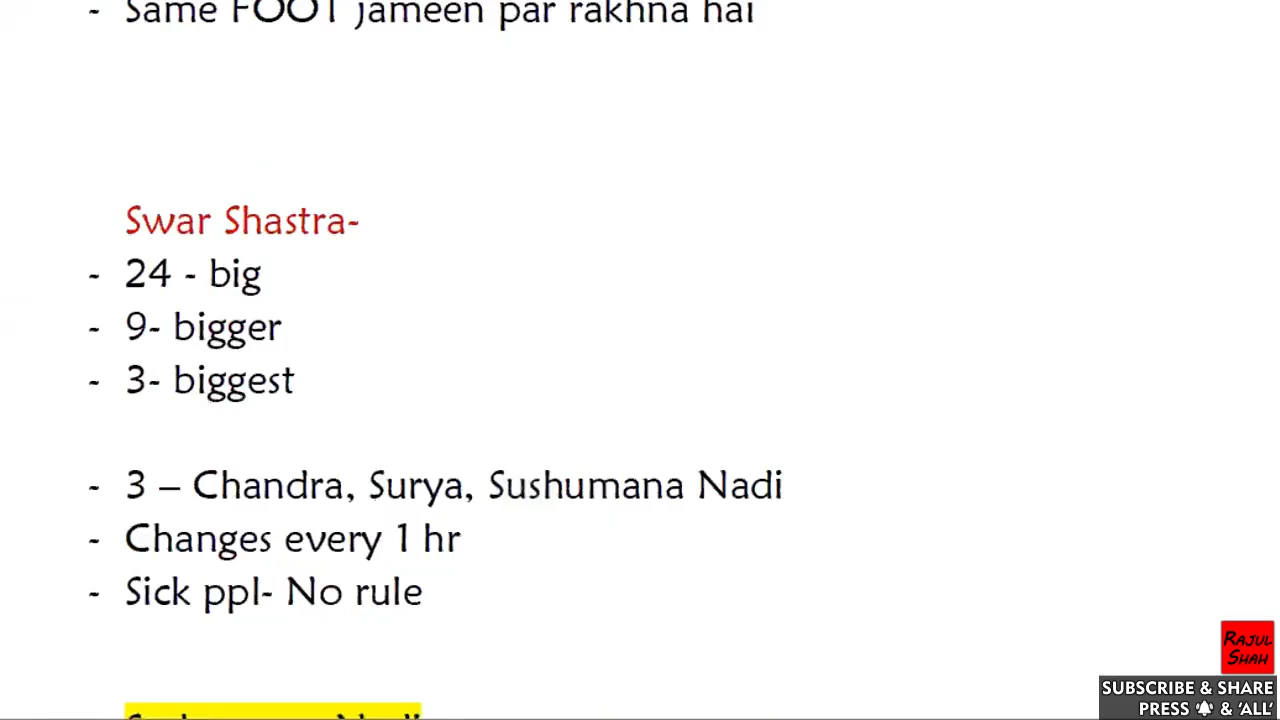 - Same FOOT jameen par rakhna hai
Swar Shastra-
- 24 - big
- 9- bigger
- 3- biggest
- 3 – Chandra, Surya, Sushumana Nadi
- Changes every 1 hr
- Sick ppl- No rule
RAJUL
SHAH
SUBSCRIBE & SHARE
PRESS 🔔 & 'ALL'